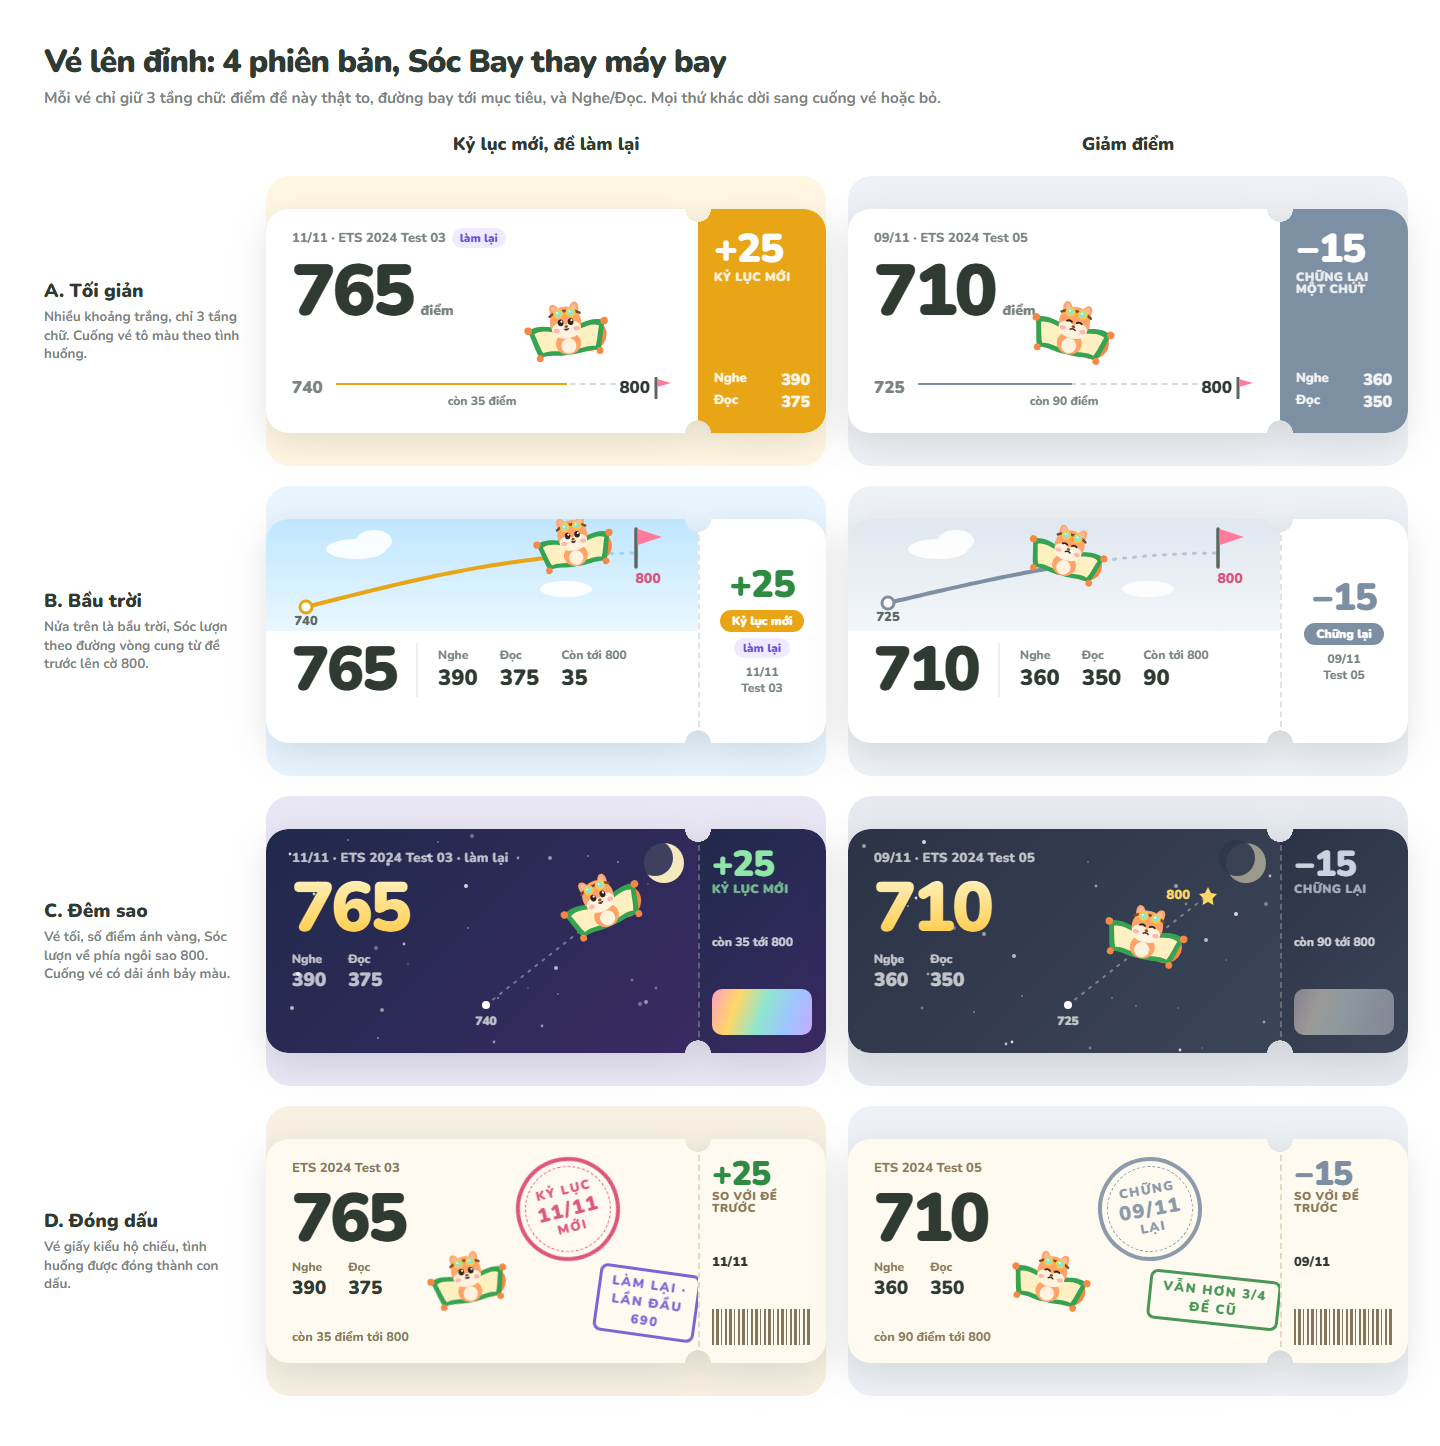 Vé lên đỉnh: 4 phiên bản, Sóc Bay thay máy bay
Mỗi vé chỉ giữ 3 tầng chữ: điểm đề này thật to, đường bay tới mục tiêu, và Nghe/Đọc. Mọi thứ khác dời sang cuống vé hoặc bỏ.
Kỷ lục mới, đề làm lại
Giảm điểm
A. Tối giản
Nhiều khoảng trắng, chỉ 3 tầng
chữ. Cuống vé tô màu theo tình
huống.
11/11 · ETS 2024 Test 03 làm lại
765 điểm
740
800
còn 35 điểm
+25
KỶ LỤC MỚI
Nghe 390
Đọc 375
09/11 · ETS 2024 Test 05
710 điểm
725
800
còn 90 điểm
−15
CHỮNG LẠI
MỘT CHÚT
Nghe 360
Đọc 350
B. Bầu trời
Nửa trên là bầu trời, Sóc lượn
theo đường vòng cung từ đề
trước lên cờ 800.
800
740
765
Nghe Đọc Còn tới 800
390 375 35
+25
Kỷ lục mới
làm lại
11/11
Test 03
800
725
710
Nghe Đọc Còn tới 800
360 350 90
−15
Chững lại
09/11
Test 05
C. Đêm sao
Vé tối, số điểm ánh vàng, Sóc
lượn về phía ngôi sao 800.
Cuống vé có dải ánh bảy màu.
11/11 · ETS 2024 Test 03 · làm lại
765
Nghe Đọc
390 375
740
+25
KỶ LỤC MỚI
còn 35 tới 800
09/11 · ETS 2024 Test 05
710
800
Nghe Đọc
360 350
725
−15
CHỮNG LẠI
còn 90 tới 800
D. Đóng dấu
Vé giấy kiểu hộ chiếu, tình
huống được đóng thành con
dấu.
ETS 2024 Test 03
765
Nghe Đọc
390 375
còn 35 điểm tới 800
KỶ LỤC
11/11
MỚI
LÀM LẠI ·
LẦN ĐẦU
690
+25
SO VỚI ĐỀ
TRƯỚC
11/11
ETS 2024 Test 05
710
Nghe Đọc
360 350
còn 90 điểm tới 800
CHỮNG
09/11
LẠI
VẪN HƠN 3/4
ĐỀ CŨ
−15
SO VỚI ĐỀ
TRƯỚC
09/11